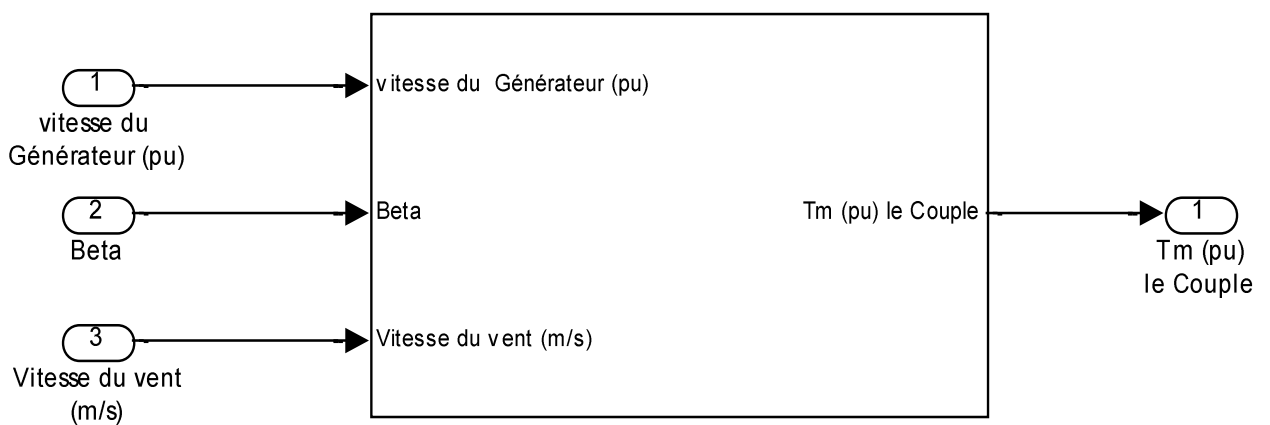 1
vitesse du
Générateur (pu)
vitesse du Générateur (pu)
2
Beta
Beta
3
Vitesse du vent
(m/s)
Vitesse du vent (m/s)
Tm (pu) le Couple
1
Tm (pu)
le Couple